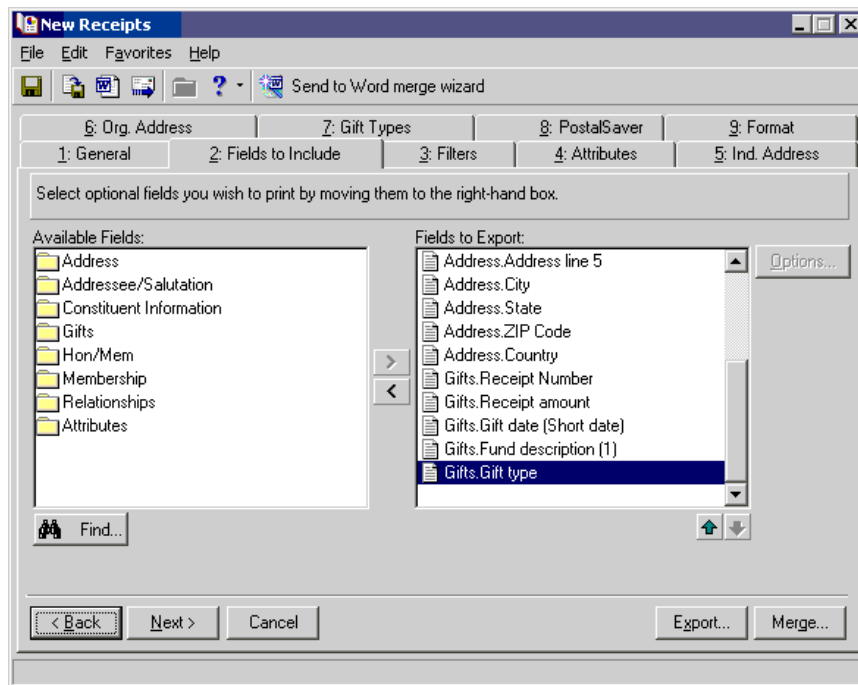 New Receipts
File Edit Favorites Help
Send to Word merge wizard
6: Org. Address 7: Gift Types 8: PostalSaver 9: Format
1: General 2: Fields to Include 3: Filters 4: Attributes 5: Ind. Address
Select optional fields you wish to print by moving them to the right-hand box.
Available Fields: Fields to Export:
Address Address.Address line 5 Options...
Addressee/Salutation Address.City
Constituent Information Address.State
Gifts Address.ZIP Code
Hon/Mem Address.Country
Membership Gifts.Receipt Number
Relationships Gifts.Receipt amount
Attributes Gifts.Gift date (Short date)
Gifts.Fund description (1)
Gifts.Gift type
Find...
< Back Next > Cancel Export... Merge...